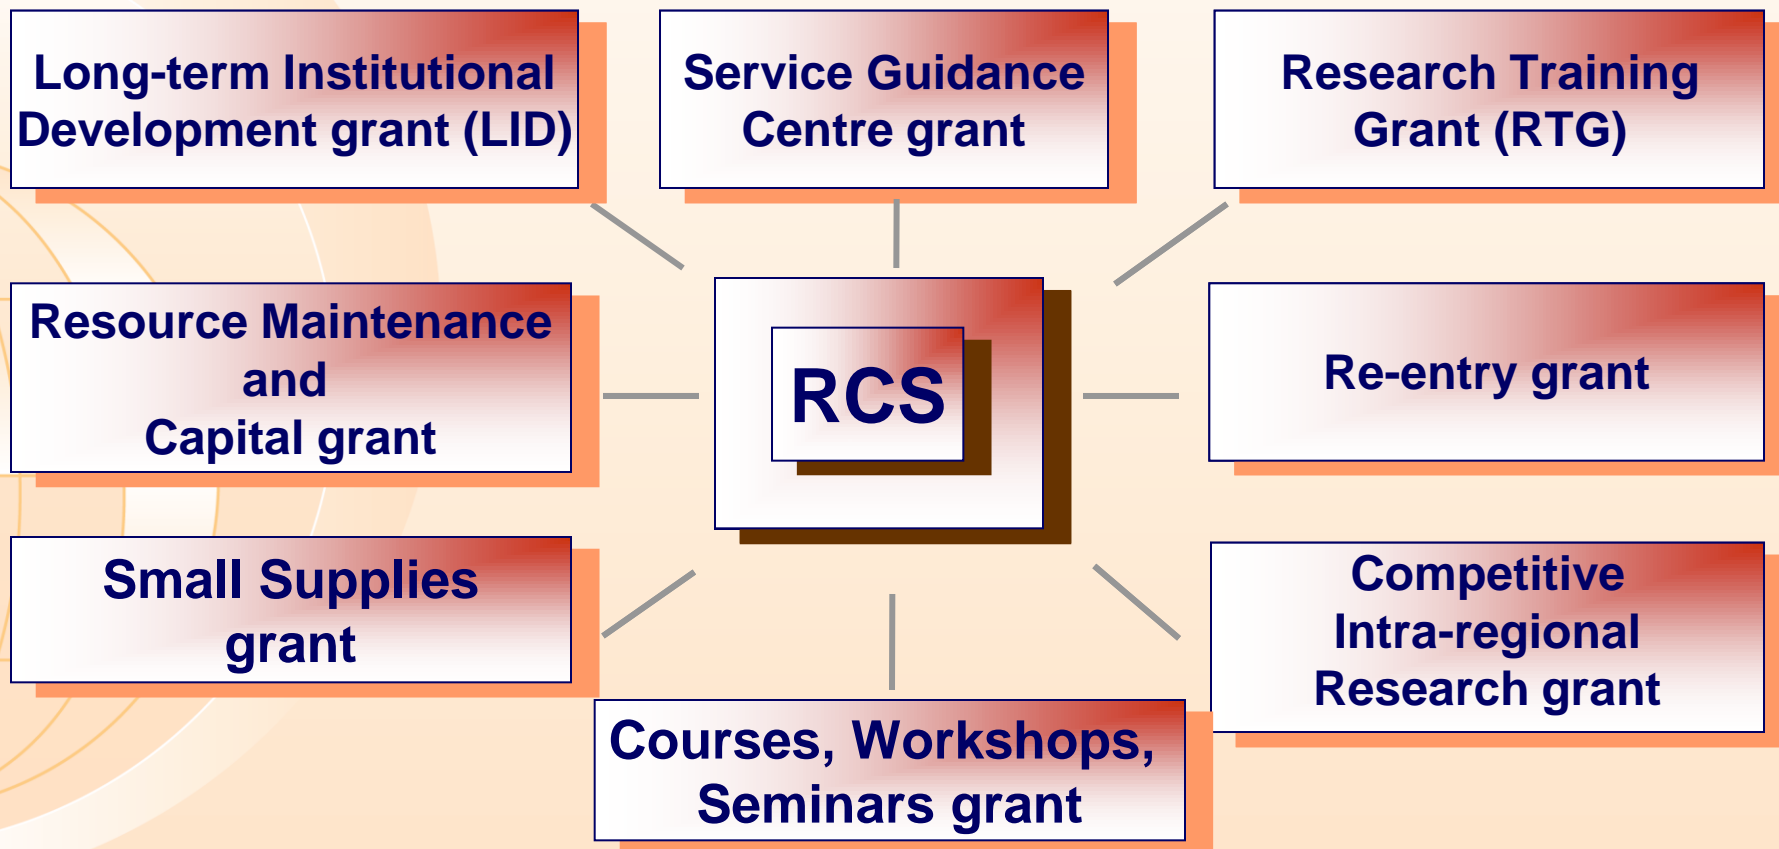 Long-term Institutional
Development grant (LID)
Service Guidance
Centre grant
Research Training
Grant (RTG)
Resource Maintenance
and
Capital grant
RCS
Re-entry grant
Small Supplies
grant
Competitive
Intra-regional
Research grant
Courses, Workshops,
Seminars grant